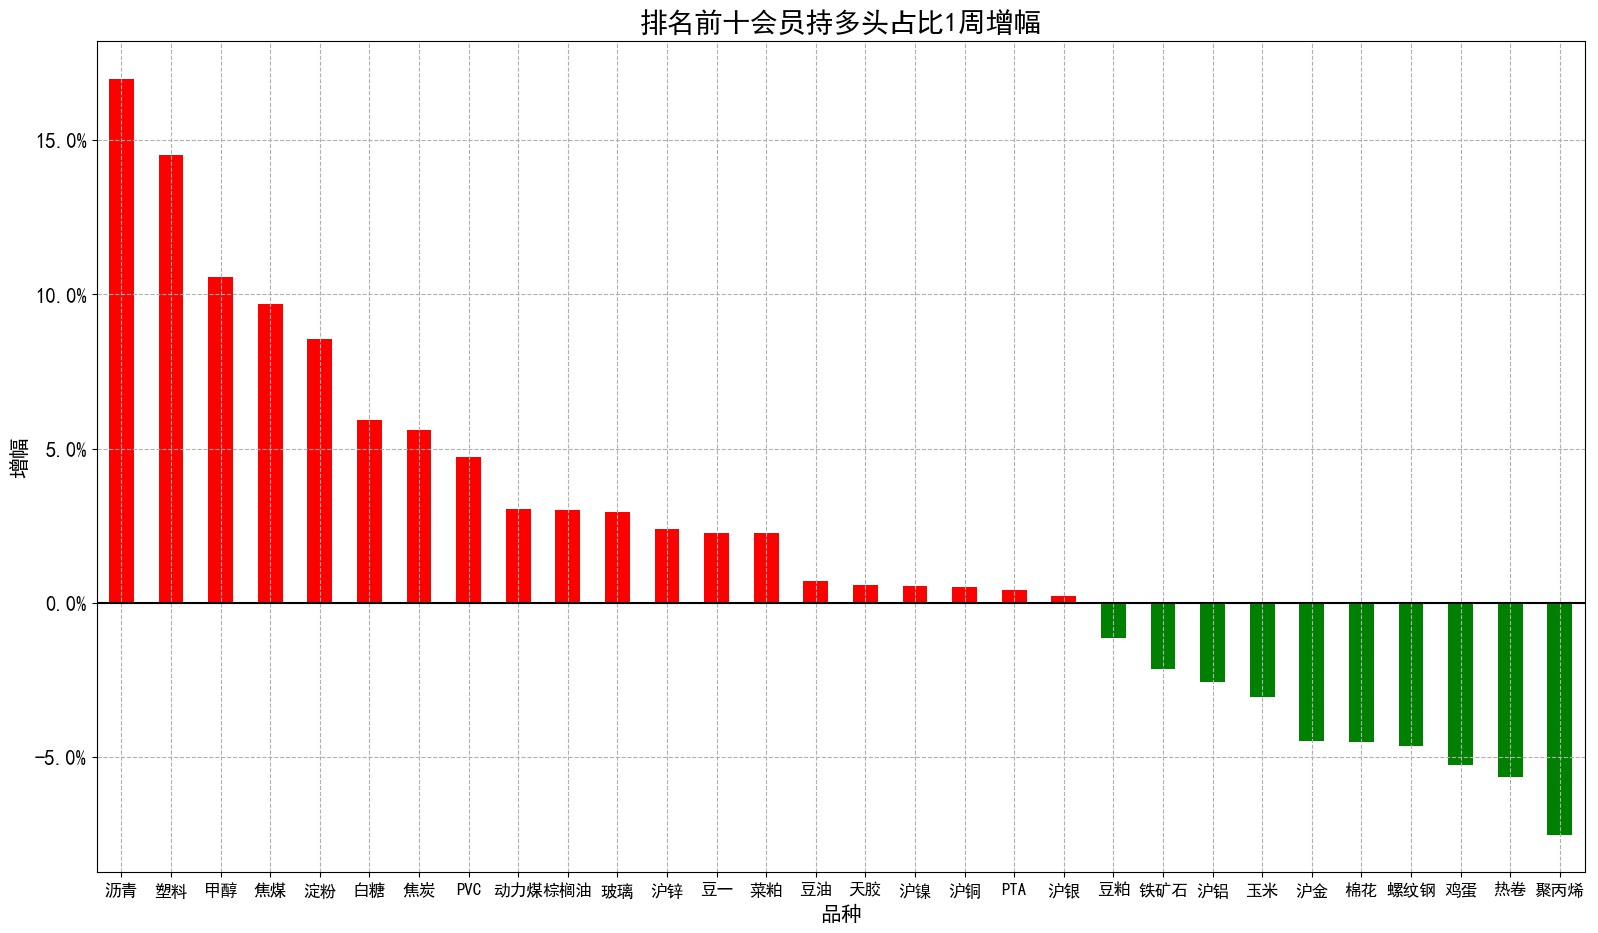 排名前十会员持多头占比1周增幅
15.0%
10.0%
5.0%
0.0%
-5.0%
增幅
沥青 塑料 甲醇 焦煤 淀粉 白糖 焦炭 PVC 动力煤 棕榈油 玻璃 沪锌 豆一 菜粕 豆油 天胶 沪镍 沪铜 PTA 沪银 豆粕 铁矿石 沪铝 玉米 沪金 棉花 螺纹钢 鸡蛋 热卷 聚丙烯
品种